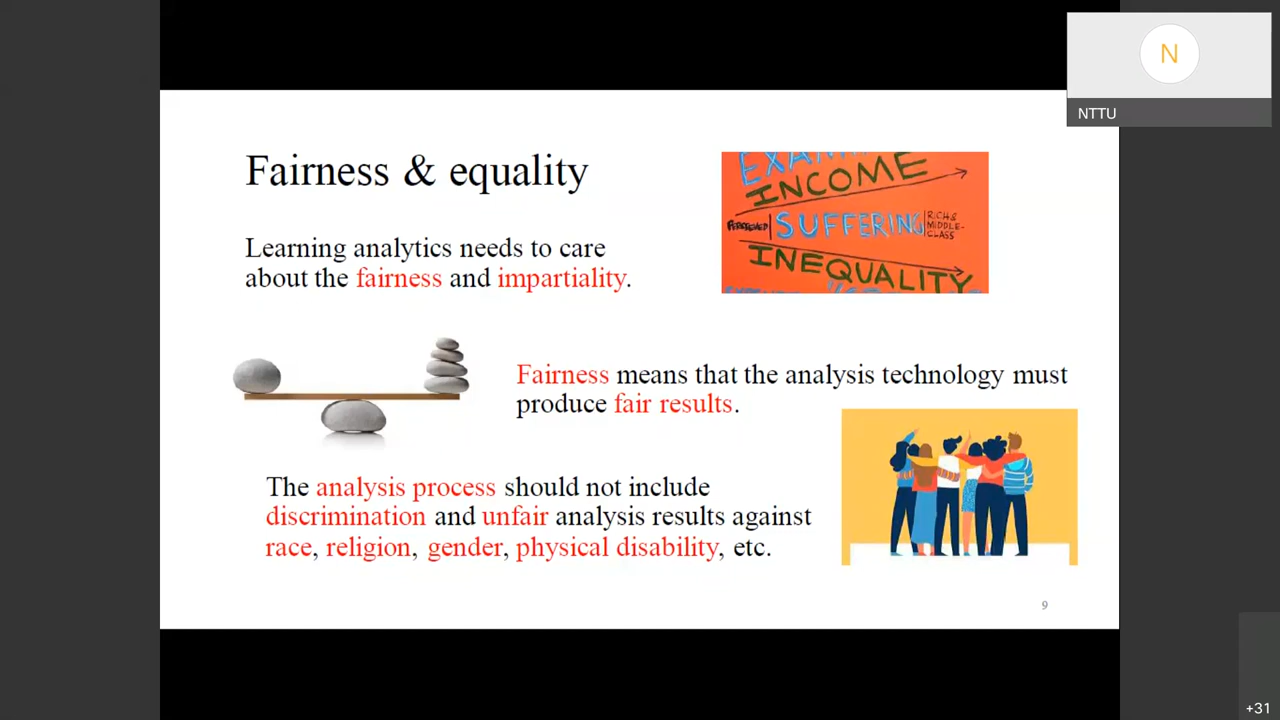 N
NTTU
Fairness & equality
INCOME
PERCEIVED SUFFERING RICH &
MIDDLE-
CLASS
INEQUALITY
Learning analytics needs to care
about the fairness and impartiality.
Fairness means that the analysis technology must
produce fair results.
The analysis process should not include
discrimination and unfair analysis results against
race, religion, gender, physical disability, etc.
9
+31